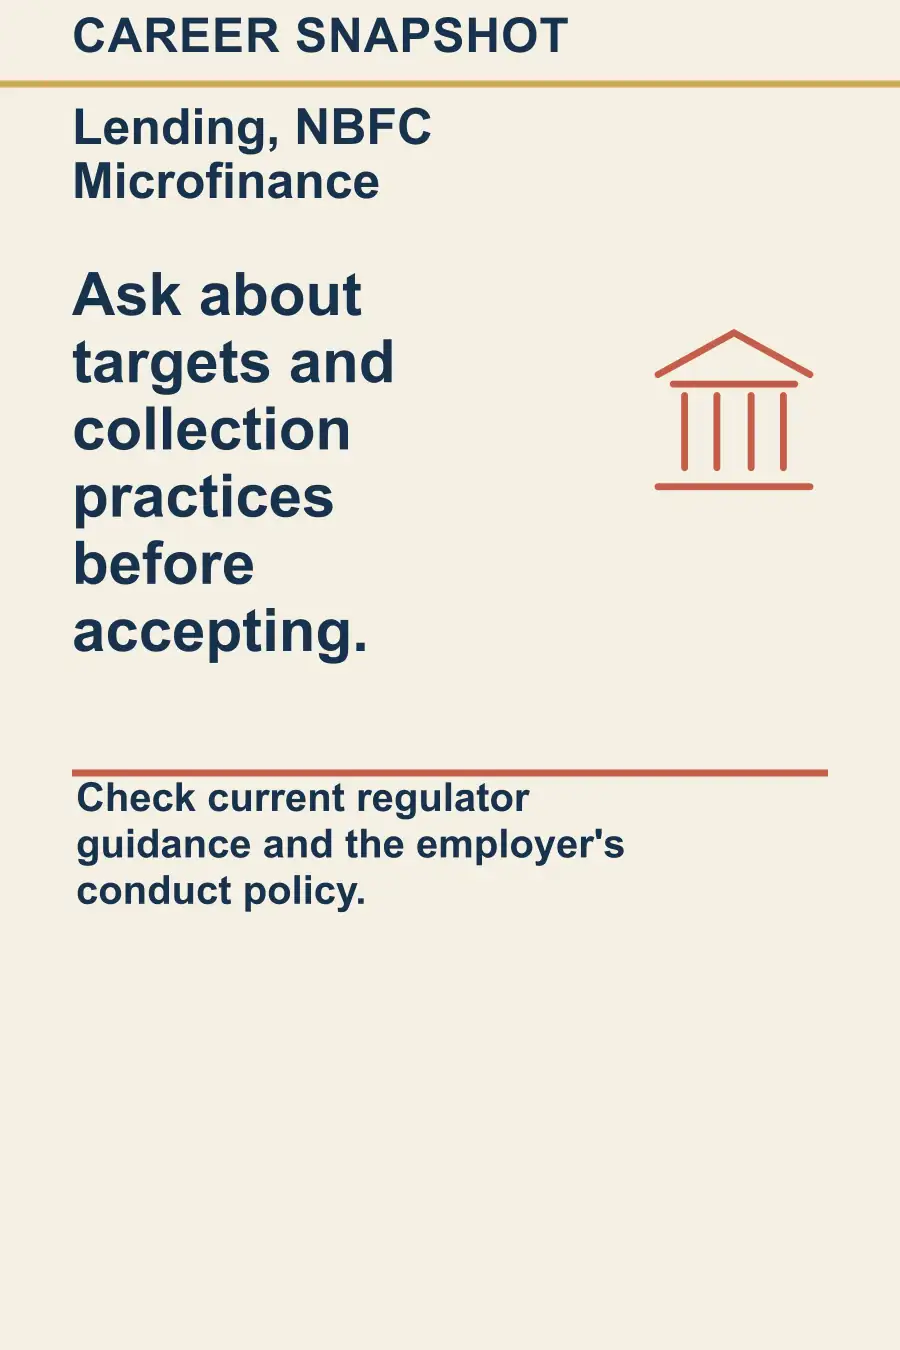 CAREER SNAPSHOT
Lending, NBFC
Microfinance
Ask about
targets and
collection
practices
before
accepting.
Check current regulator
guidance and the employer's
conduct policy.